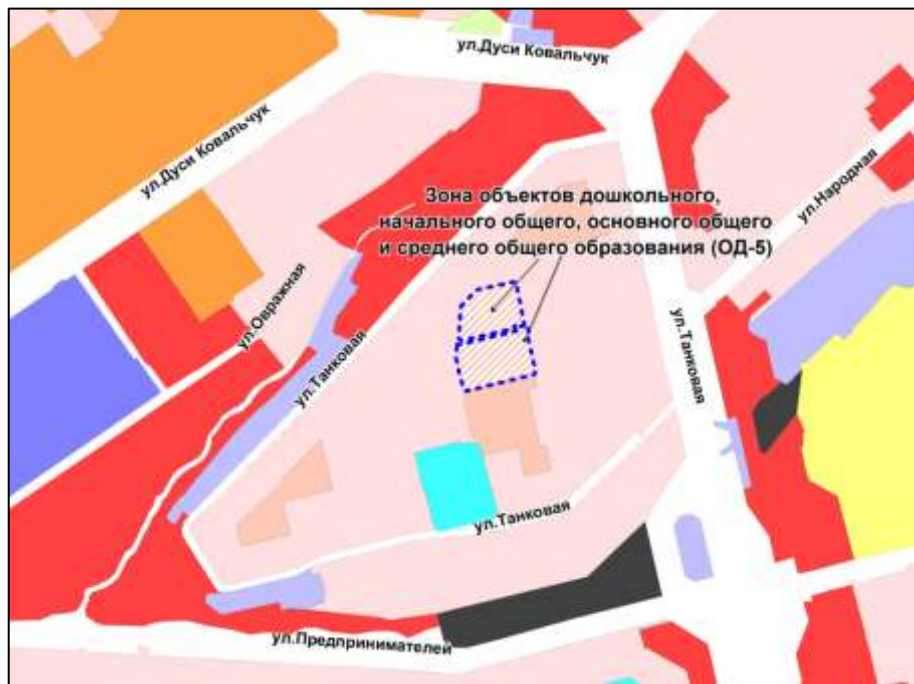 ул.Дуси Ковальчук
ул.Дуси Ковальчук
Зона объектов дошкольного,
начального общего, основного общего
и среднего общего образования (ОД-5)
ул.Народная
ул.Овражная
ул.Танковая
ул.Танковая
ул.Танковая
ул.Предпринимателей